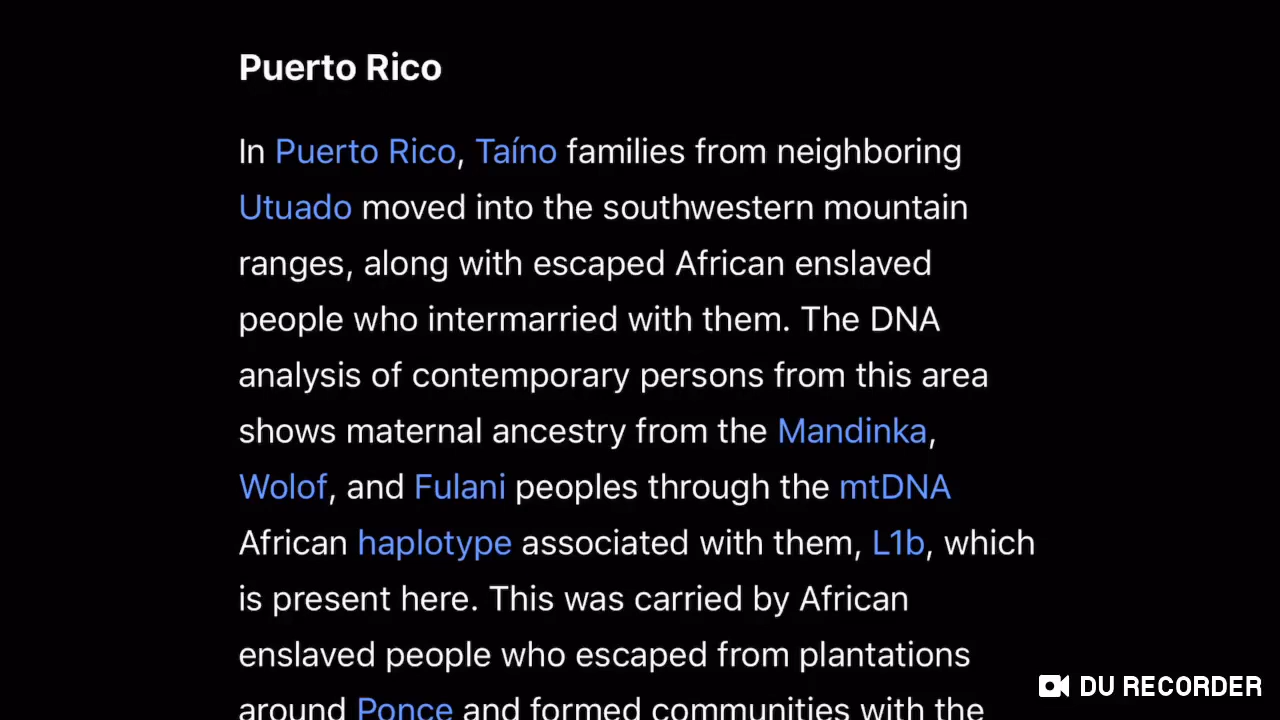 Puerto Rico
In Puerto Rico, Taíno families from neighboring
Utuado moved into the southwestern mountain
ranges, along with escaped African enslaved
people who intermarried with them. The DNA
analysis of contemporary persons from this area
shows maternal ancestry from the Mandinka,
Wolof, and Fulani peoples through the mtDNA
African haplotype associated with them, L1b, which
is present here. This was carried by African
enslaved people who escaped from plantations
around Ponce and formed communities with the
DU RECORDER